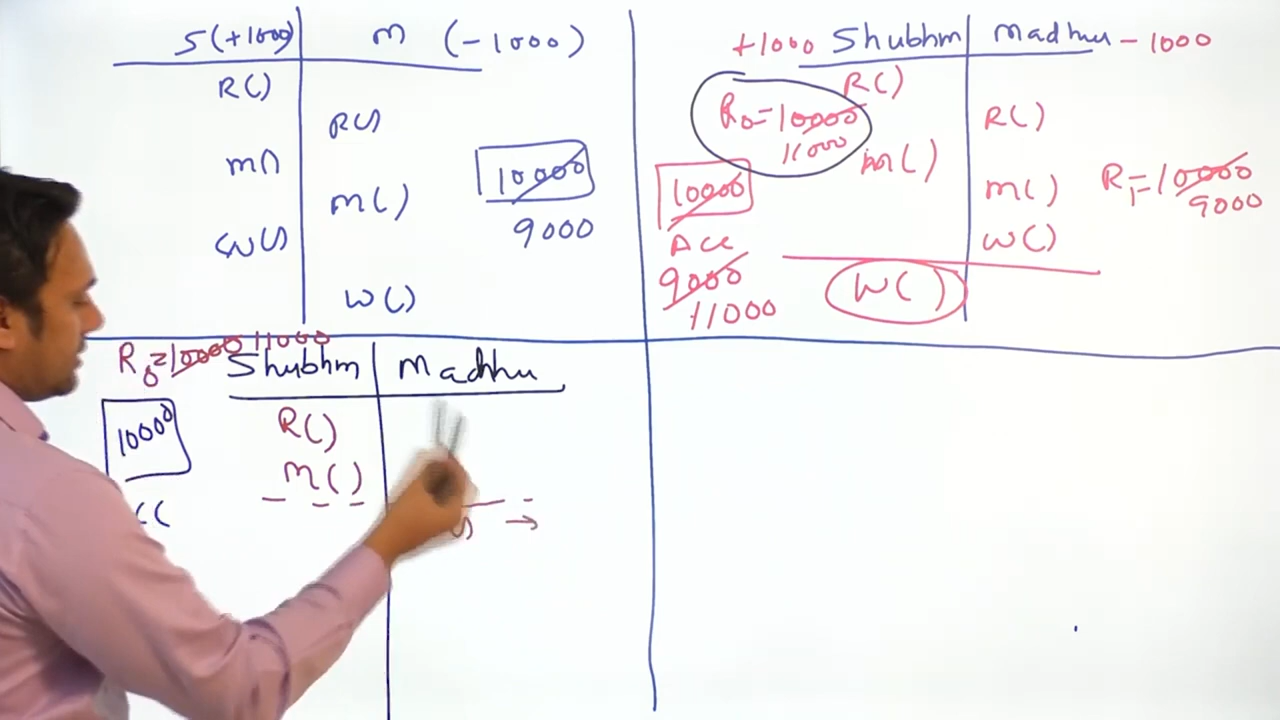 S(+1000) M (-1000)
R()
R()
M()
10000
M()
W()
9000
W()
+1000 Shubhm Madhu -1000
R()
R0=10000
11000
R()
M()
10000
M()
R1=10000
9000
ACC
W()
9000
W()
11000
R0=10000 11000
Shubhm Madhu
10000
R()
M()
CC